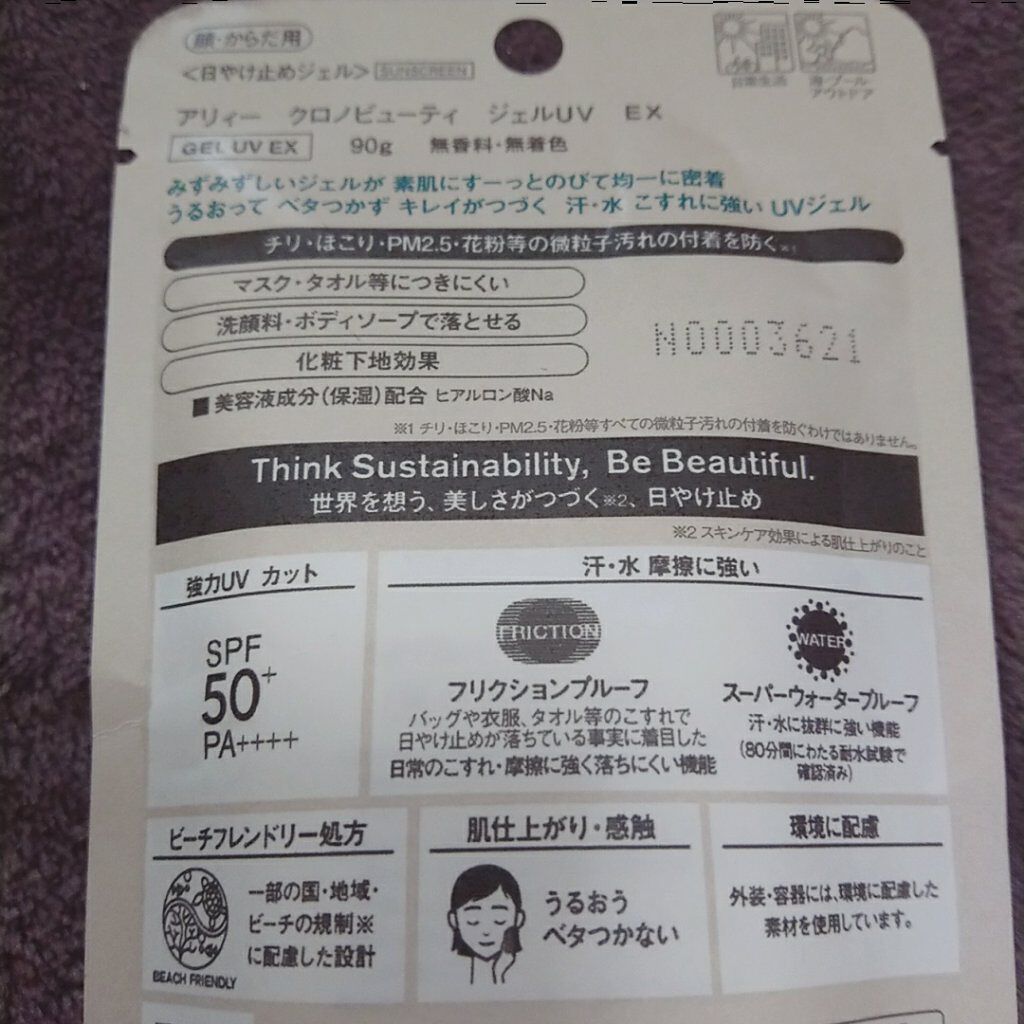 顔・からだ用
<日やけ止めジェル> SUNSCREEN
日常生活
海・プール
アウトドア
アリィー クロノビューティ ジェルUV EX
GEL UV EX 90g 無香料・無着色
みずみずしいジェルが 素肌にすーっとのびて均一に密着
うるおって ベタつかず キレイがつづく 汗・水 こすれに強い UVジェル
チリ・ほこり・PM2.5・花粉等の微粒子汚れの付着を防ぐ※1
マスク・タオル等につきにくい
洗顔料・ボディソープで落とせる
化粧下地効果
N0003621
■ 美容液成分(保湿)配合 ヒアルロン酸Na
※1 チリ・ほこり・PM2.5・花粉等すべての微粒子汚れの付着を防ぐわけではありません。
Think Sustainability, Be Beautiful.
世界を想う、美しさがつづく※2、日やけ止め
※2 スキンケア効果による肌仕上がりのこと
強力UV カット
SPF
50+
PA++++
汗・水 摩擦に強い
FRICTION
フリクションプルーフ
バッグや衣服、タオル等のこすれで
日やけ止めが落ちている事実に着目した
日常のこすれ・摩擦に強く落ちにくい機能
WATER
スーパーウォータープルーフ
汗・水に抜群に強い機能
(80分間にわたる耐水試験で
確認済み)
ビーチフレンドリー処方
BEACH FRIENDLY
一部の国・地域・
ビーチの規制※
に配慮した設計
肌仕上がり・感触
うるおう
ベタつかない
環境に配慮
外装・容器には、環境に配慮した
素材を使用しています。